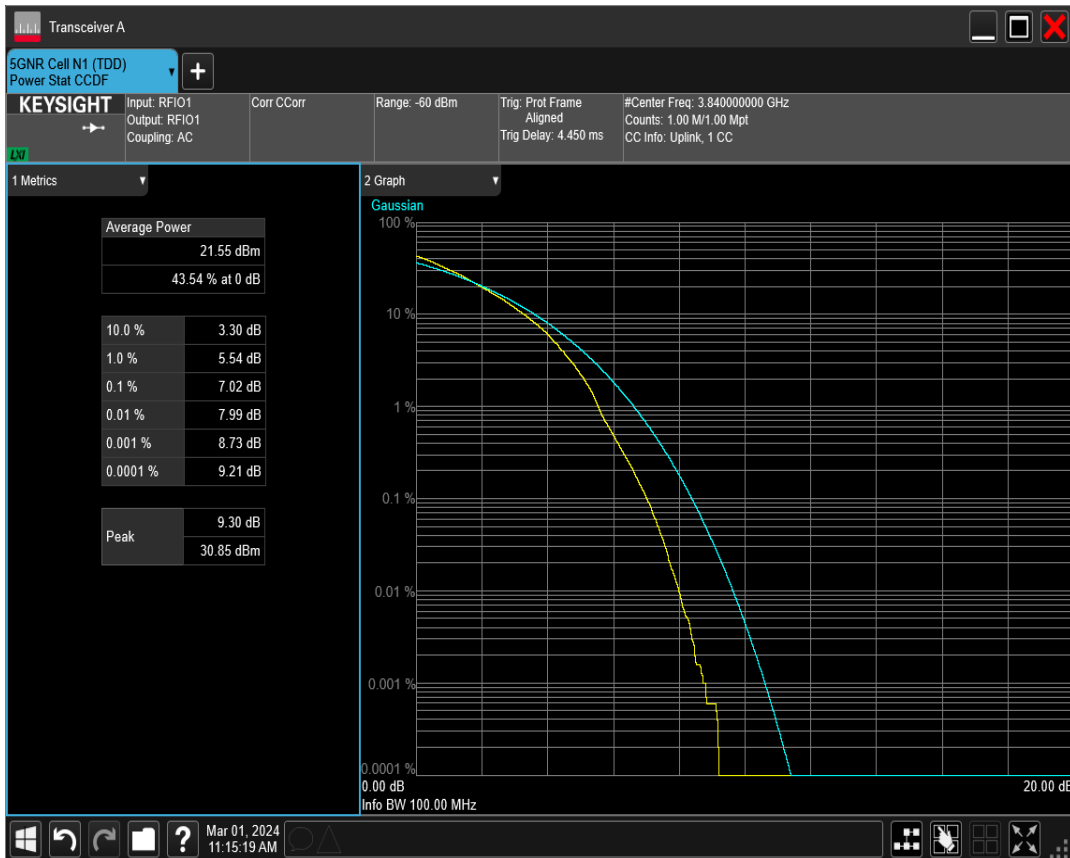 Transceiver A
5GNR Cell N1 (TDD)
Power Stat CCDF
+
KEYSIGHT
LXI
Input: RFIO1
Output: RFIO1
Coupling: AC
Corr CCorr
Range: -60 dBm
Trig: Prot Frame
Aligned
Trig Delay: 4.450 ms
#Center Freq: 3.840000000 GHz
Counts: 1.00 M/1.00 Mpt
CC Info: Uplink, 1 CC
1 Metrics
Average Power
21.55 dBm
43.54 % at 0 dB
10.0 % 3.30 dB
1.0 % 5.54 dB
0.1 % 7.02 dB
0.01 % 7.99 dB
0.001 % 8.73 dB
0.0001 % 9.21 dB
Peak
9.30 dB
30.85 dBm
2 Graph
Gaussian
100 %
10 %
1 %
0.1 %
0.01 %
0.001 %
0.0001 %
0.00 dB
20.00 dB
Info BW 100.00 MHz
?
Mar 01, 2024
11:15:19 AM